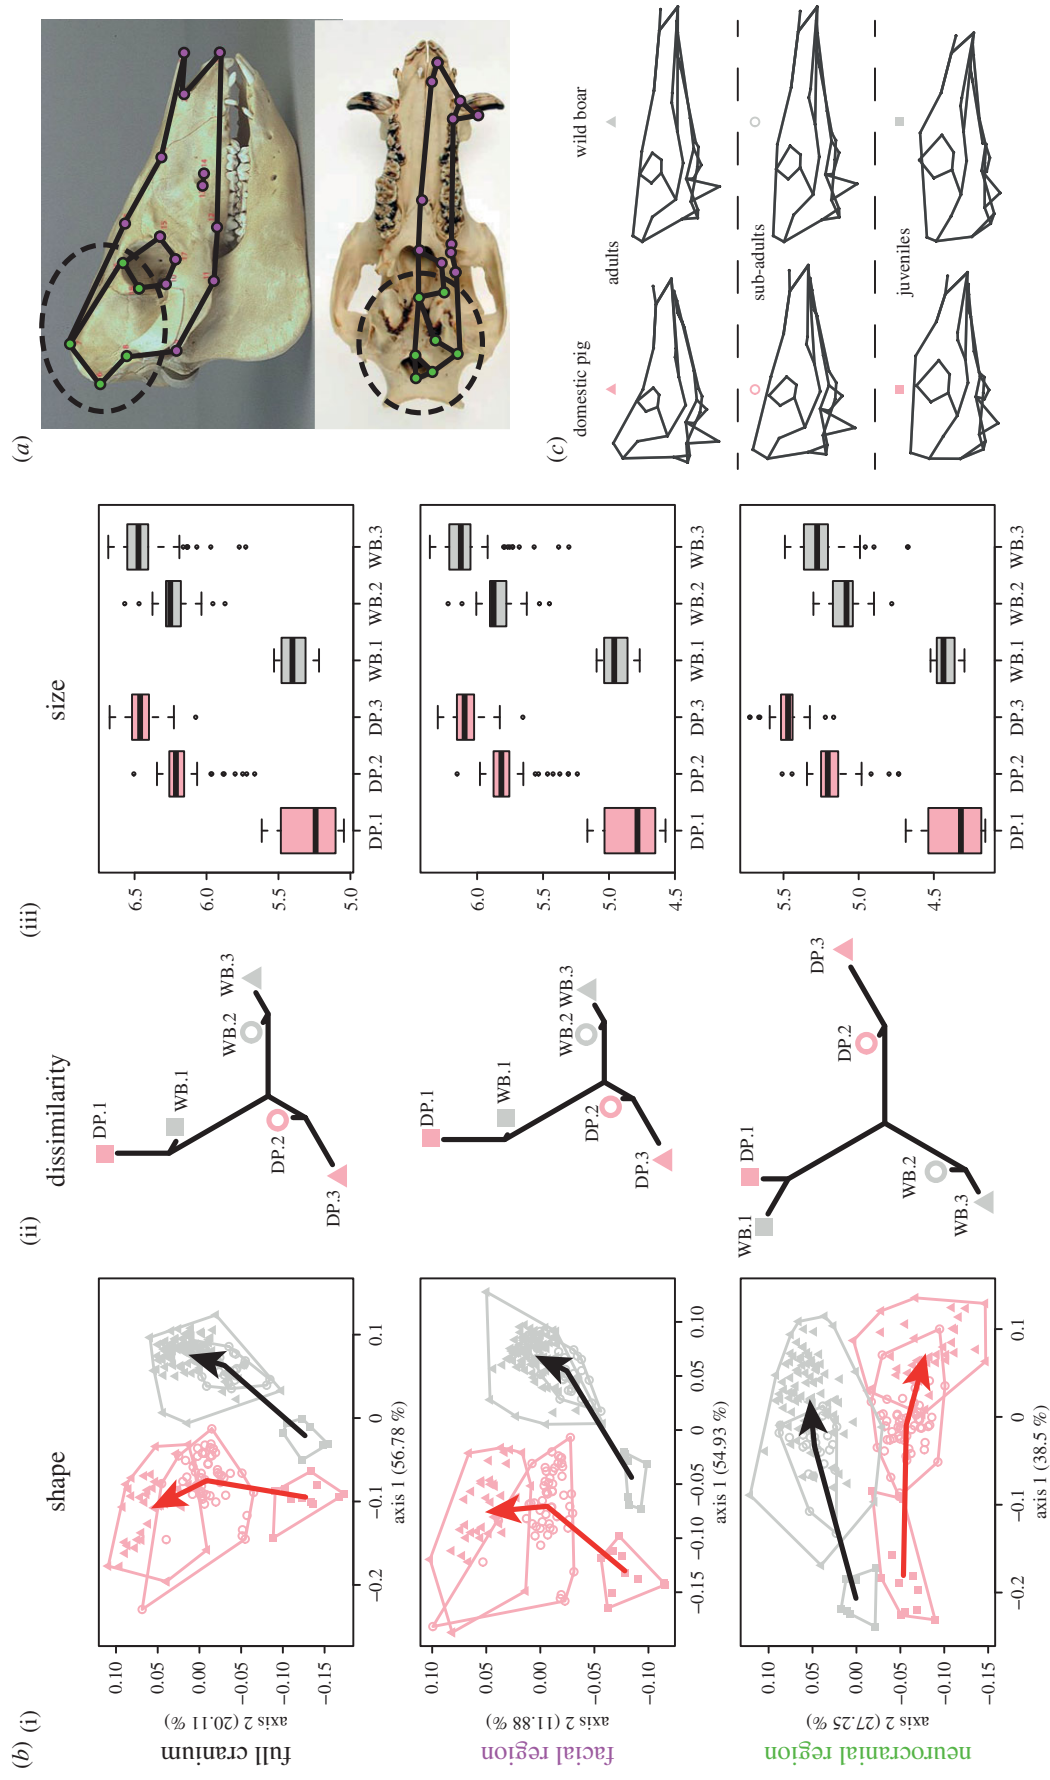 (a)
(b) (i)
shape
(ii)
dissimilarity
(iii)
size
full cranium
axis 2 (20.11 %)
0.10
0.05
0.00
−0.05
−0.10
−0.15
−0.2
−0.1
0
0.1
axis 1 (56.78 %)
DP.1
WB.1
WB.2
WB.3
DP.2
DP.3
6.5
6.0
5.5
5.0
DP.1
DP.2
DP.3
WB.1
WB.2
WB.3
facial region
axis 2 (11.88 %)
0.10
0.05
0.00
−0.05
−0.10
−0.15
−0.10
−0.05
0
0.05
0.10
axis 1 (54.93 %)
DP.1
WB.1
WB.2
WB.3
DP.2
DP.3
6.0
5.5
5.0
4.5
DP.1
DP.2
DP.3
WB.1
WB.2
WB.3
neurocranial region
axis 2 (27.25 %)
0.10
0.05
0.00
−0.05
−0.10
−0.15
−0.2
−0.1
0
0.1
axis 1 (38.5 %)
WB.1
DP.1
DP.2
DP.3
WB.2
WB.3
5.5
5.0
4.5
DP.1
DP.2
DP.3
WB.1
WB.2
WB.3
(c)
domestic pig
wild boar
adults
sub-adults
juveniles